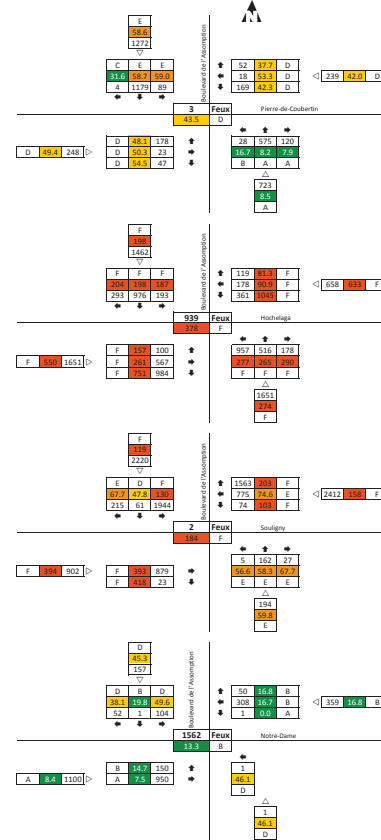 N
E
58.6
1272
C E E
31.6 58.7 59.0
4 1179 89
Boulevard de l'Assomption
52 37.7 D
18 53.3 D
169 42.3 D
239 42.0 D
3 Feux
43.5 D
Pierre-de-Coubertin
D 49.4 248
D 48.1 178
D 50.3 23
D 54.5 47
28 575 120
16.7 8.2 7.9
B A A
723
8.5
A
F
198
1462
F F F
204 198 187
293 976 193
Boulevard de l'Assomption
119 81.3 F
178 90.9 F
361 1045 F
658 633 F
939 Feux
378 F
Hochelaga
F 550 1651
F 157 100
F 261 567
F 751 984
957 516 178
277 265 290
1651
274
F
F
119
2220
E D F
67.7 47.8 130
215 61 1944
Boulevard de l'Assomption
1563 203 F
775 74.6 E
74 103 F
2412 158 F
2 Feux
184 F
Souligny
F 394 902
F 393 879
F 418 23
5 162 27
56.6 58.3 67.7
E E E
194
59.8
E
D
45.3
157
D B D
38.1 19.8 49.6
52 1 104
Boulevard de l'Assomption
50 16.8 B
308 16.7 B
1 0.0 A
359 16.8 B
1562 Feux
13.3 B
Notre-Dame
A 8.4 1100
B 14.7 150
A 7.5 950
1
46.1
D
1
46.1
D